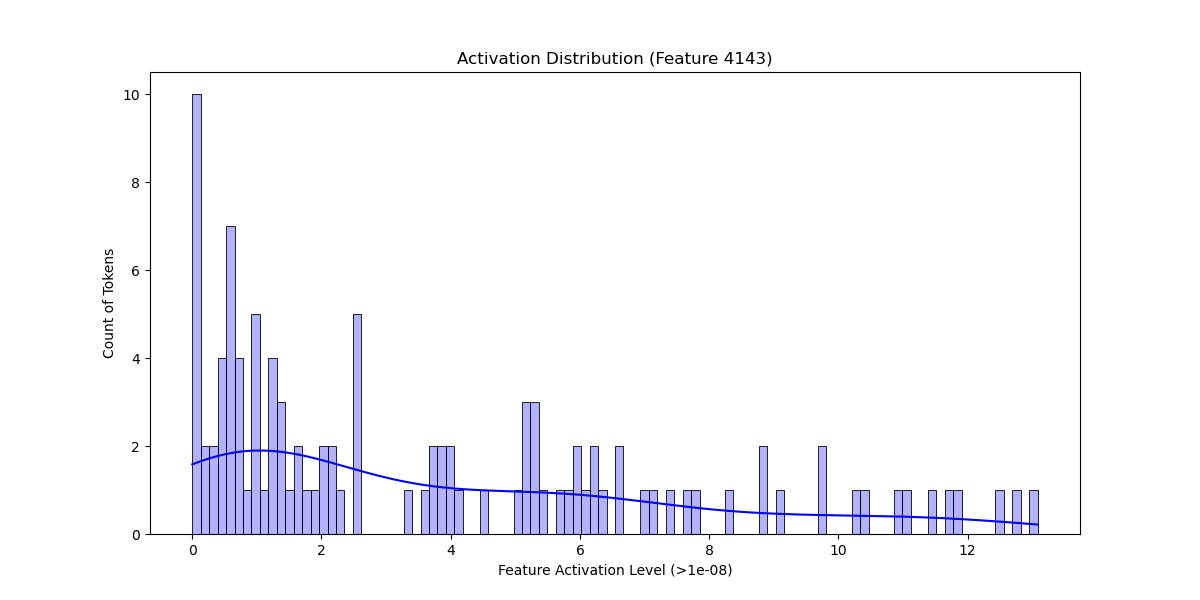 Activation Distribution (Feature 4143)
10
8
6
4
2
0
Count of Tokens
0 2 4 6 8 10 12
Feature Activation Level (>1e-08)